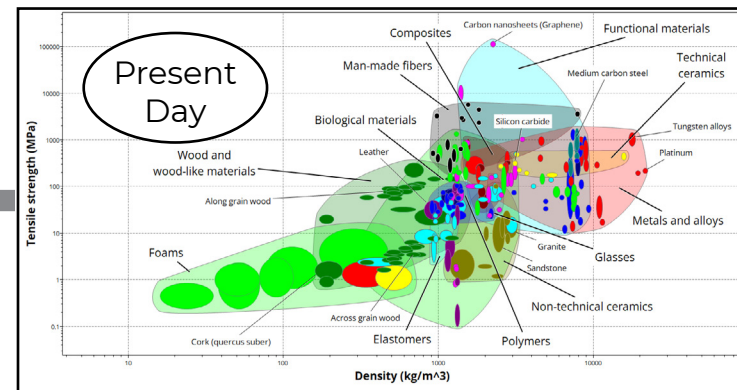 Present
Day
Carbon nanosheets (Graphene)
Composites
Functional materials
Man-made fibers
Technical
ceramics
Medium carbon steel
Biological materials
Silicon carbide
Tungsten alloys
Wood and
wood-like materials
Leather
Platinum
Along grain wood
Metals and alloys
Foams
Granite
Glasses
Sandstone
Non-technical ceramics
Across grain wood
Cork (quercus suber)
Elastomers
Polymers
Tensile strength (MPa)
100000
10000
1000
100
10
1
0.1
10
100
1000
10000
Density (kg/m^3)